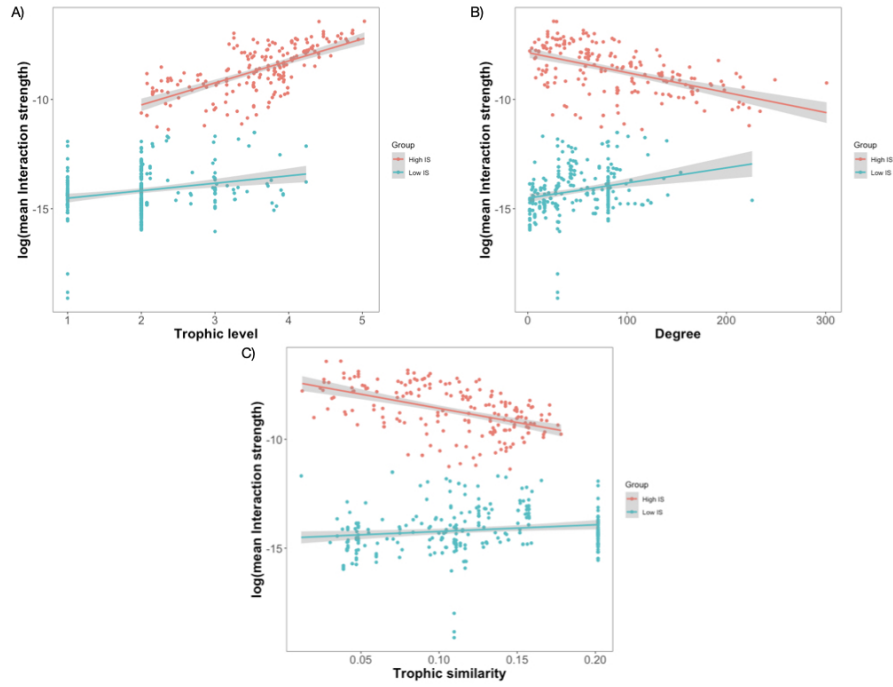 A)
log(mean Interaction strength)
-10
-15
1 2 3 4 5
Trophic level
Group
High IS
Low IS
B)
log(mean Interaction strength)
-10
-15
0 100 200 300
Degree
Group
High IS
Low IS
C)
log(mean Interaction strength)
-10
-15
0.05 0.10 0.15 0.20
Trophic similarity
Group
High IS
Low IS